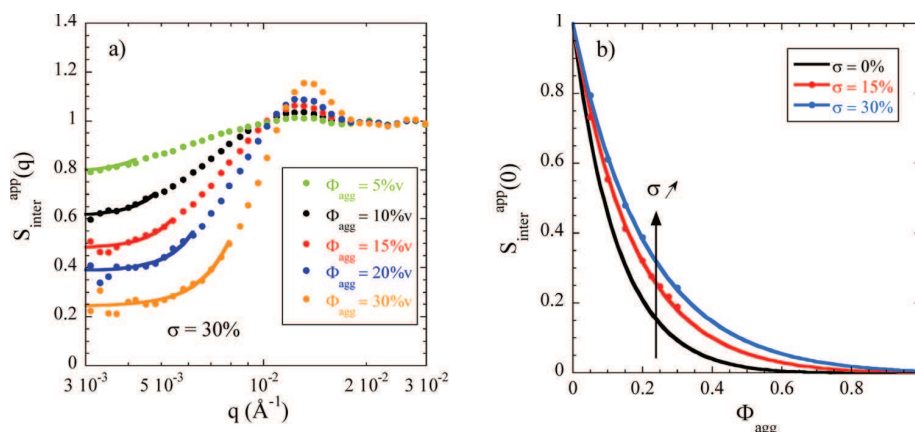 a)
1.4
1.2
1
0.8
0.6
0.4
0.2
0
S_inter^app(q)
Φ_agg = 5%v
Φ_agg = 10%v
Φ_agg = 15%v
Φ_agg = 20%v
Φ_agg = 30%v
σ = 30%
3 10⁻³
5 10⁻³
10⁻²
2 10⁻²
3 10⁻²
q (Å⁻¹)
b)
1
0.8
0.6
0.4
0.2
0
S_inter^app(0)
σ = 0%
σ = 15%
σ = 30%
σ ↗
0
0.2
0.4
0.6
0.8
Φ_agg